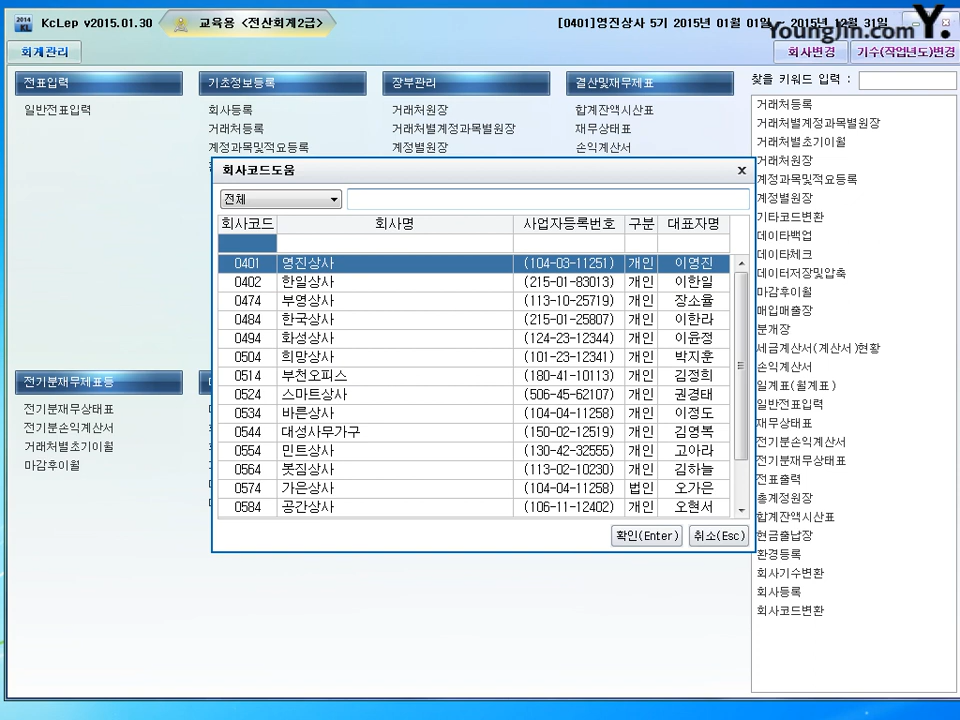 2014 KL KcLep v2015.01.30 교육용 <전산회계2급> [0401]영진상사 5기 2015년 01월 01일 ~ 2015년 12월 31일
YoungJin.com Y.
회계관리 회사변경 기수(작업년도)변경
전표입력 기초정보등록 장부관리 결산및재무제표 찾을 키워드 입력 :
일반전표입력 회사등록 거래처원장 합계잔액시산표 거래처등록
거래처등록 거래처별계정과목별원장 재무상태표 거래처별계정과목별원장
계정과목및적요등록 계정별원장 손익계산서 거래처별초기이월
회사코드도움 x
거래처원장
계정과목및적요등록
전체
계정별원장
회사코드 회사명 사업자등록번호 구분 대표자명
기타코드변환
데이타백업
데이타체크
0401 영진상사 (104-03-11251) 개인 이영진
0402 한일상사 (215-01-83013) 개인 이한일
데이터저장및압축
0474 부영상사 (113-10-25719) 개인 장소율
마감후이월
0484 한국상사 (215-01-25807) 개인 이한라
매입매출장
0494 화성상사 (124-23-12344) 개인 이윤정
분개장
0504 희망상사 (101-23-12341) 개인 박지훈
세금계산서(계산서)현황
0514 부천오피스 (180-41-10113) 개인 김정희
손익계산서
전기분재무제표등
0524 스마트상사 (506-45-62107) 개인 권경태
일계표(월계표)
전기분재무상태표 0534 바른상사 (104-04-11258) 개인 이정도
일반전표입력
전기분손익계산서 0544 대성사무가구 (150-02-12519) 개인 김영복
재무상태표
거래처별초기이월 0554 민트상사 (130-42-32555) 개인 고아라
전기분손익계산서
마감후이월 0564 봇짐상사 (113-02-10230) 개인 김하늘
전기분재무상태표
0574 가은상사 (104-04-11258) 법인 오가은
전표출력
0584 공간상사 (106-11-12402) 개인 오현서
총계정원장
합계잔액시산표
확인(Enter) 취소(Esc)
현금출납장
환경등록
회사기수변환
회사등록
회사코드변환